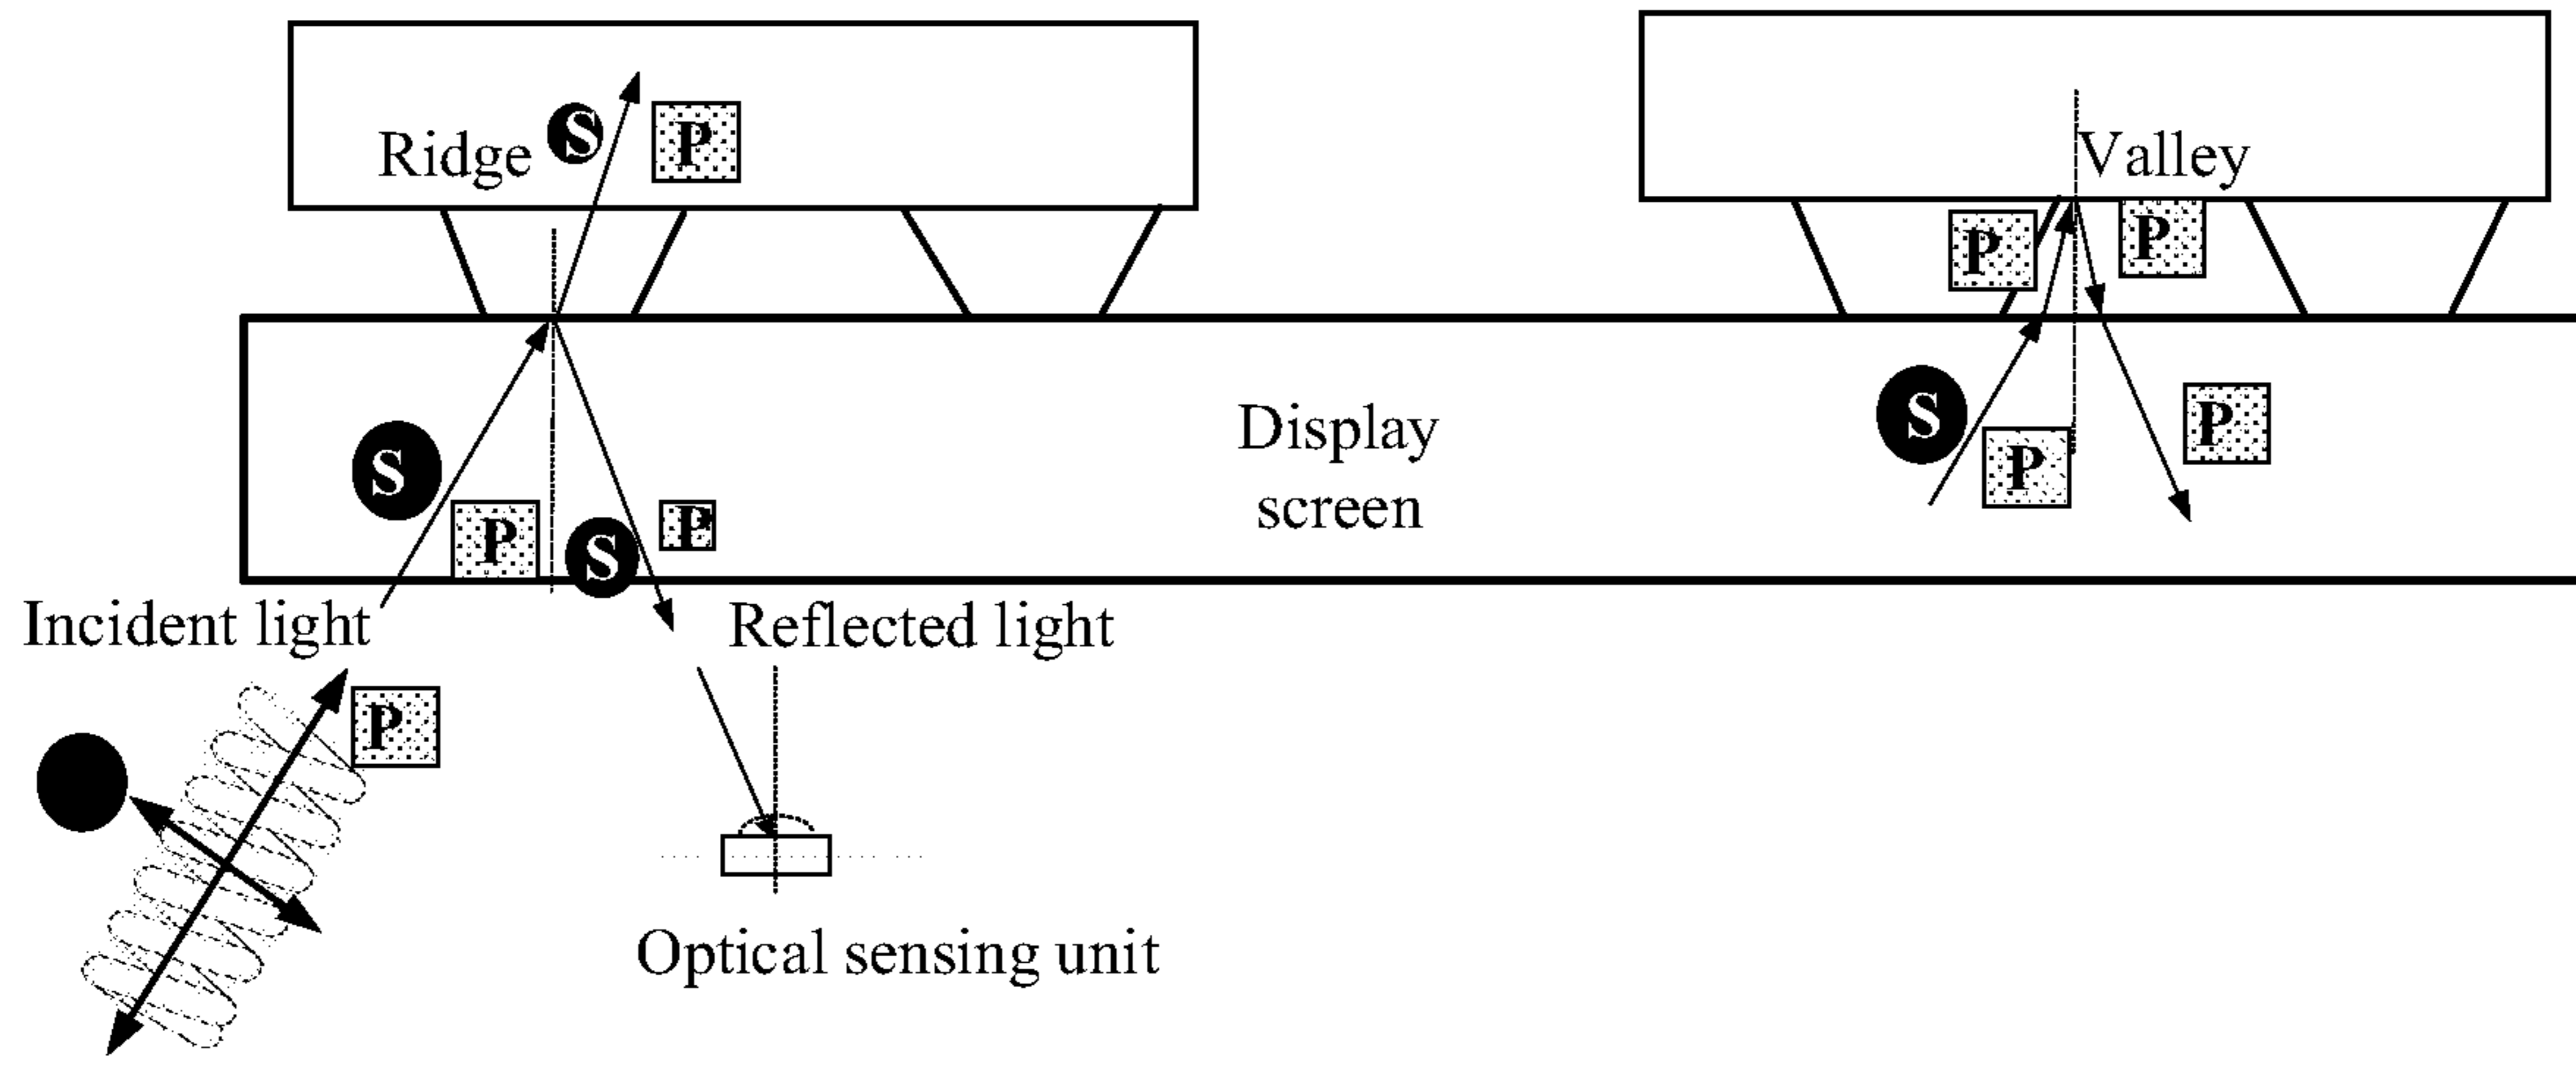 Ridge S P
Valley
P P
S P
Display
screen
S P S P
S P P
Incident light
Reflected light
P
Optical sensing unit